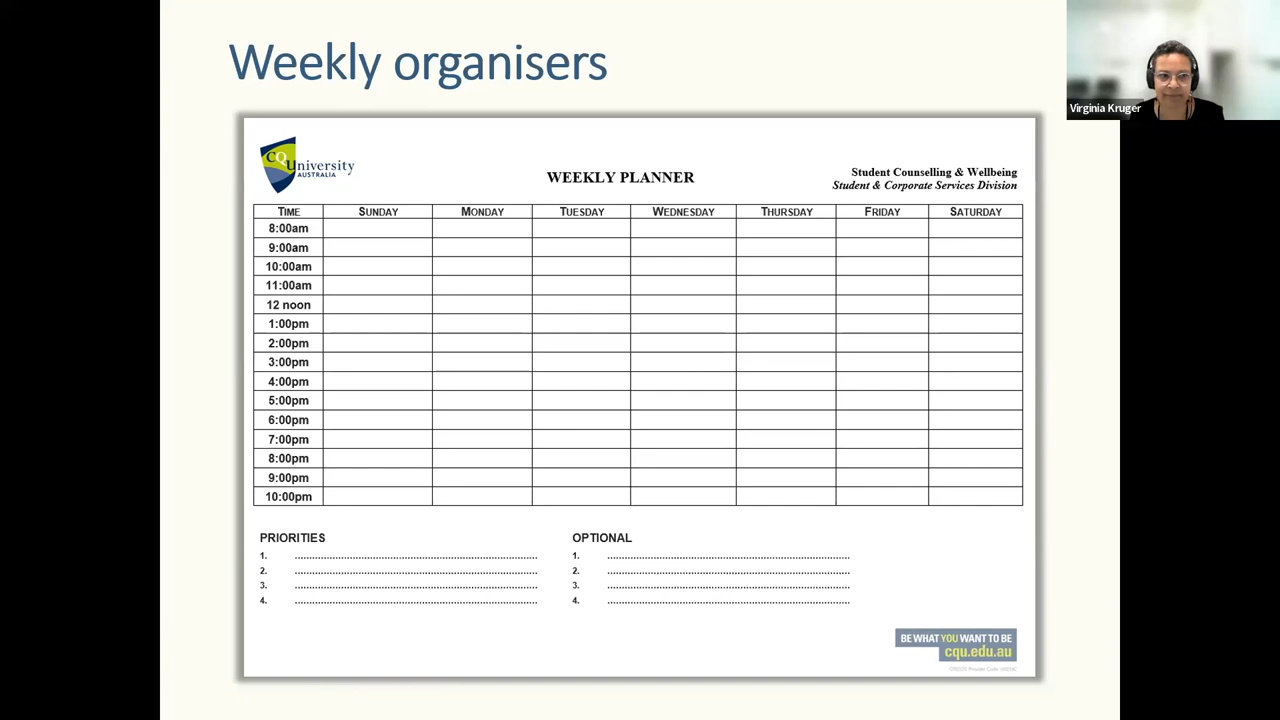 Weekly organisers
Virginia Kruger
CQUniversity
AUSTRALIA
WEEKLY PLANNER
Student Counselling & Wellbeing
Student & Corporate Services Division
TIME SUNDAY MONDAY TUESDAY WEDNESDAY THURSDAY FRIDAY SATURDAY
8:00am
9:00am
10:00am
11:00am
12 noon
1:00pm
2:00pm
3:00pm
4:00pm
5:00pm
6:00pm
7:00pm
8:00pm
9:00pm
10:00pm
PRIORITIES
1. ....................................................................................
2. ....................................................................................
3. ....................................................................................
4. ....................................................................................
OPTIONAL
1. ....................................................................................
2. ....................................................................................
3. ....................................................................................
4. ....................................................................................
BE WHAT YOU WANT TO BE
cqu.edu.au